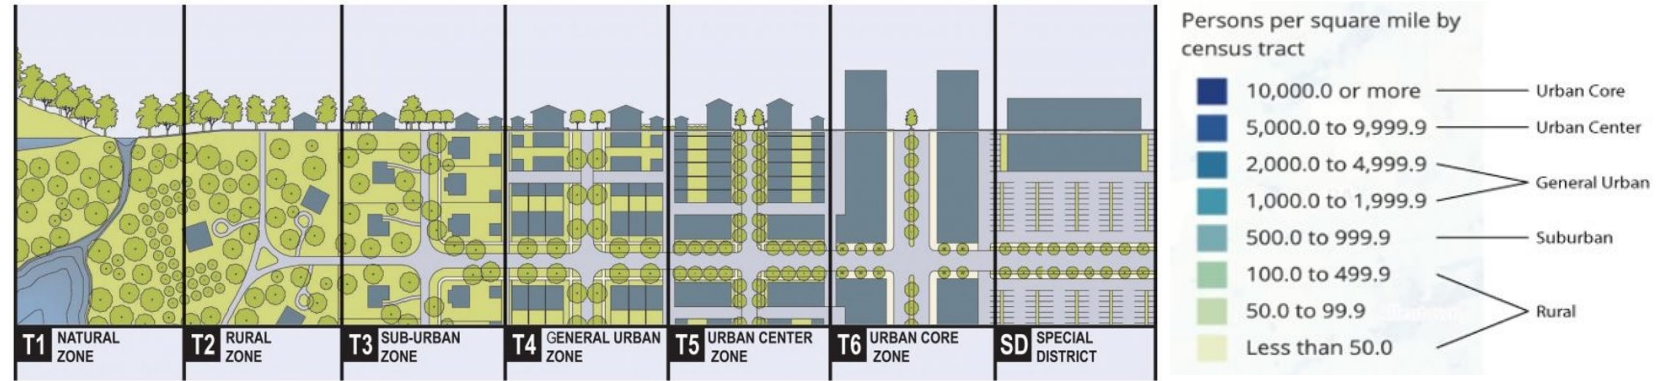 T1 NATURAL
ZONE
T2 RURAL
ZONE
T3 SUB-URBAN
ZONE
T4 GENERAL URBAN
ZONE
T5 URBAN CENTER
ZONE
T6 URBAN CORE
ZONE
SD SPECIAL
DISTRICT
Persons per square mile by
census tract
10,000.0 or more
Urban Core
5,000.0 to 9,999.9
Urban Center
2,000.0 to 4,999.9
1,000.0 to 1,999.9
General Urban
500.0 to 999.9
Suburban
100.0 to 499.9
50.0 to 99.9
Less than 50.0
Rural